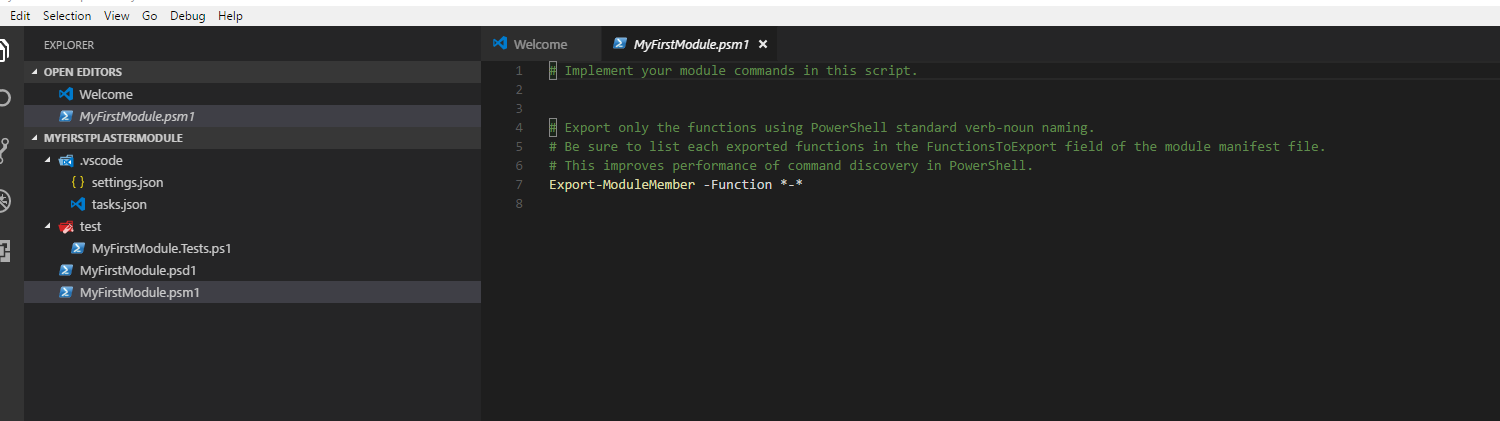 Edit Selection View Go Debug Help
EXPLORER
OPEN EDITORS
Welcome
MyFirstModule.psm1
MYFIRSTPLASTERMODULE
.vscode
{ } settings.json
tasks.json
test
MyFirstModule.Tests.ps1
MyFirstModule.psd1
MyFirstModule.psm1
Welcome MyFirstModule.psm1 ×
1 # Implement your module commands in this script.
2
3
4 # Export only the functions using PowerShell standard verb-noun naming.
5 # Be sure to list each exported functions in the FunctionsToExport field of the module manifest file.
6 # This improves performance of command discovery in PowerShell.
7 Export-ModuleMember -Function *-*
8